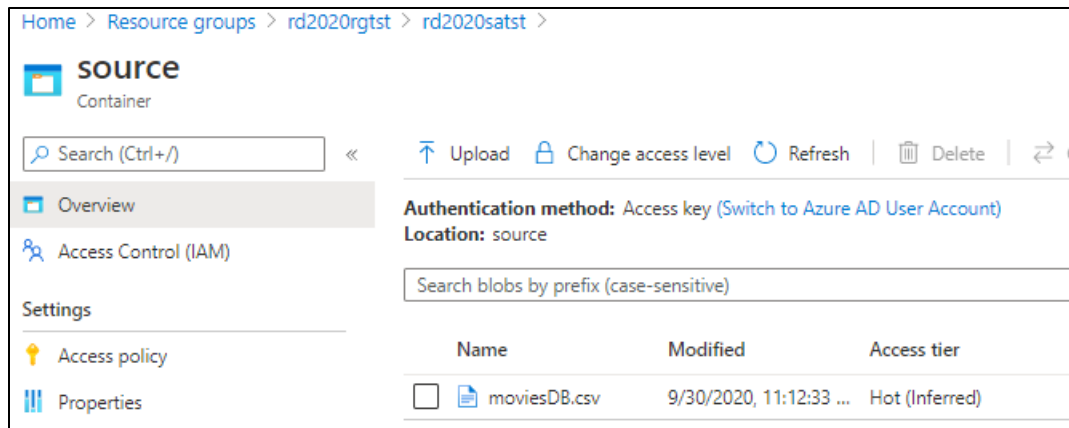 Home > Resource groups > rd2020rgtst > rd2020satst >
source
Container
Search (Ctrl+/)
«
Overview
Access Control (IAM)
Settings
Access policy
Properties
Upload Change access level Refresh Delete
Authentication method: Access key (Switch to Azure AD User Account)
Location: source
Search blobs by prefix (case-sensitive)
Name Modified Access tier
moviesDB.csv 9/30/2020, 11:12:33 ... Hot (Inferred)